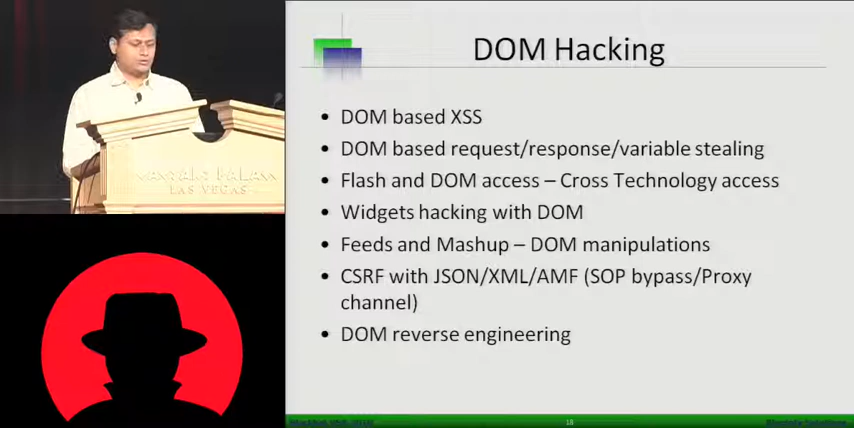 DOM Hacking
• DOM based XSS
• DOM based request/response/variable stealing
• Flash and DOM access – Cross Technology access
• Widgets hacking with DOM
• Feeds and Mashup – DOM manipulations
• CSRF with JSON/XML/AMF (SOP bypass/Proxy
channel)
• DOM reverse engineering
LAS VEGAS
18